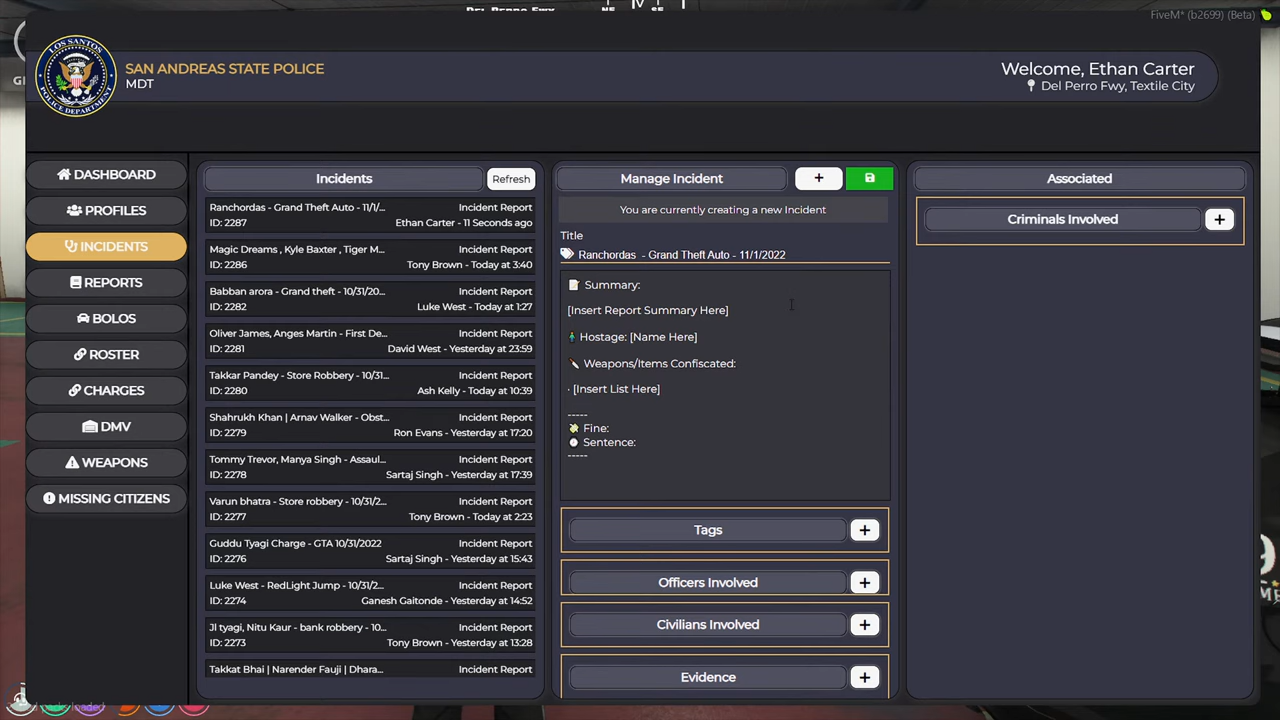 DEL PERRO FWY
FiveM* (b2699) (Beta)
LOS SANTOS
POLICE DEPARTMENT
SAN ANDREAS STATE POLICE
MDT
Welcome, Ethan Carter
Del Perro Fwy, Textile City
DASHBOARD
PROFILES
INCIDENTS
REPORTS
BOLOS
ROSTER
CHARGES
DMV
WEAPONS
MISSING CITIZENS
Incidents
Refresh
Ranchordas - Grand Theft Auto - 11/1/... Incident Report
ID: 2287 Ethan Carter - 11 Seconds ago
Magic Dreams , Kyle Baxter , Tiger M... Incident Report
ID: 2286 Tony Brown - Today at 3:40
Babban arora - Grand theft - 10/31/20... Incident Report
ID: 2282 Luke West - Today at 1:27
Oliver James, Anges Martin - First De... Incident Report
ID: 2281 David West - Yesterday at 23:59
Takkar Pandey - Store Robbery - 10/31... Incident Report
ID: 2280 Ash Kelly - Today at 10:39
Shahrukh Khan | Arnav Walker - Obst... Incident Report
ID: 2279 Ron Evans - Yesterday at 17:20
Tommy Trevor, Manya Singh - Assaul... Incident Report
ID: 2278 Sartaj Singh - Yesterday at 17:39
Varun bhatra - Store robbery - 10/31/2... Incident Report
ID: 2277 Tony Brown - Today at 2:23
Guddu Tyagi Charge - GTA 10/31/2022 Incident Report
ID: 2276 Sartaj Singh - Yesterday at 15:43
Luke West - RedLight Jump - 10/31/2... Incident Report
ID: 2274 Ganesh Gaitonde - Yesterday at 14:52
Jl tyagi, Nitu Kaur - bank robbery - 10... Incident Report
ID: 2273 Tony Brown - Yesterday at 13:28
Takkat Bhai | Narender Fauji | Dhara... Incident Report
Manage Incident
You are currently creating a new Incident
Title
Ranchordas - Grand Theft Auto - 11/1/2022
Summary:
[Insert Report Summary Here]
Hostage: [Name Here]
Weapons/Items Confiscated:
· [Insert List Here]
-----
Fine:
Sentence:
-----
Tags
Officers Involved
Civilians Involved
Evidence
Associated
Criminals Involved